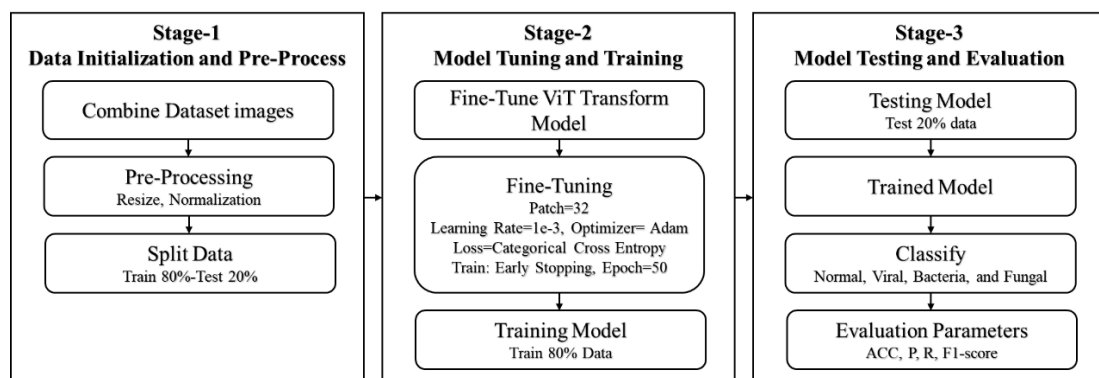 Stage-1
Data Initialization and Pre-Process
Combine Dataset images
Pre-Processing
Resize, Normalization
Split Data
Train 80%-Test 20%
Stage-2
Model Tuning and Training
Fine-Tune ViT Transform
Model
Fine-Tuning
Patch=32
Learning Rate=1e-3, Optimizer= Adam
Loss=Categorical Cross Entropy
Train: Early Stopping, Epoch=50
Training Model
Train 80% Data
Stage-3
Model Testing and Evaluation
Testing Model
Test 20% data
Trained Model
Classify
Normal, Viral, Bacteria, and Fungal
Evaluation Parameters
ACC, P, R, F1-score